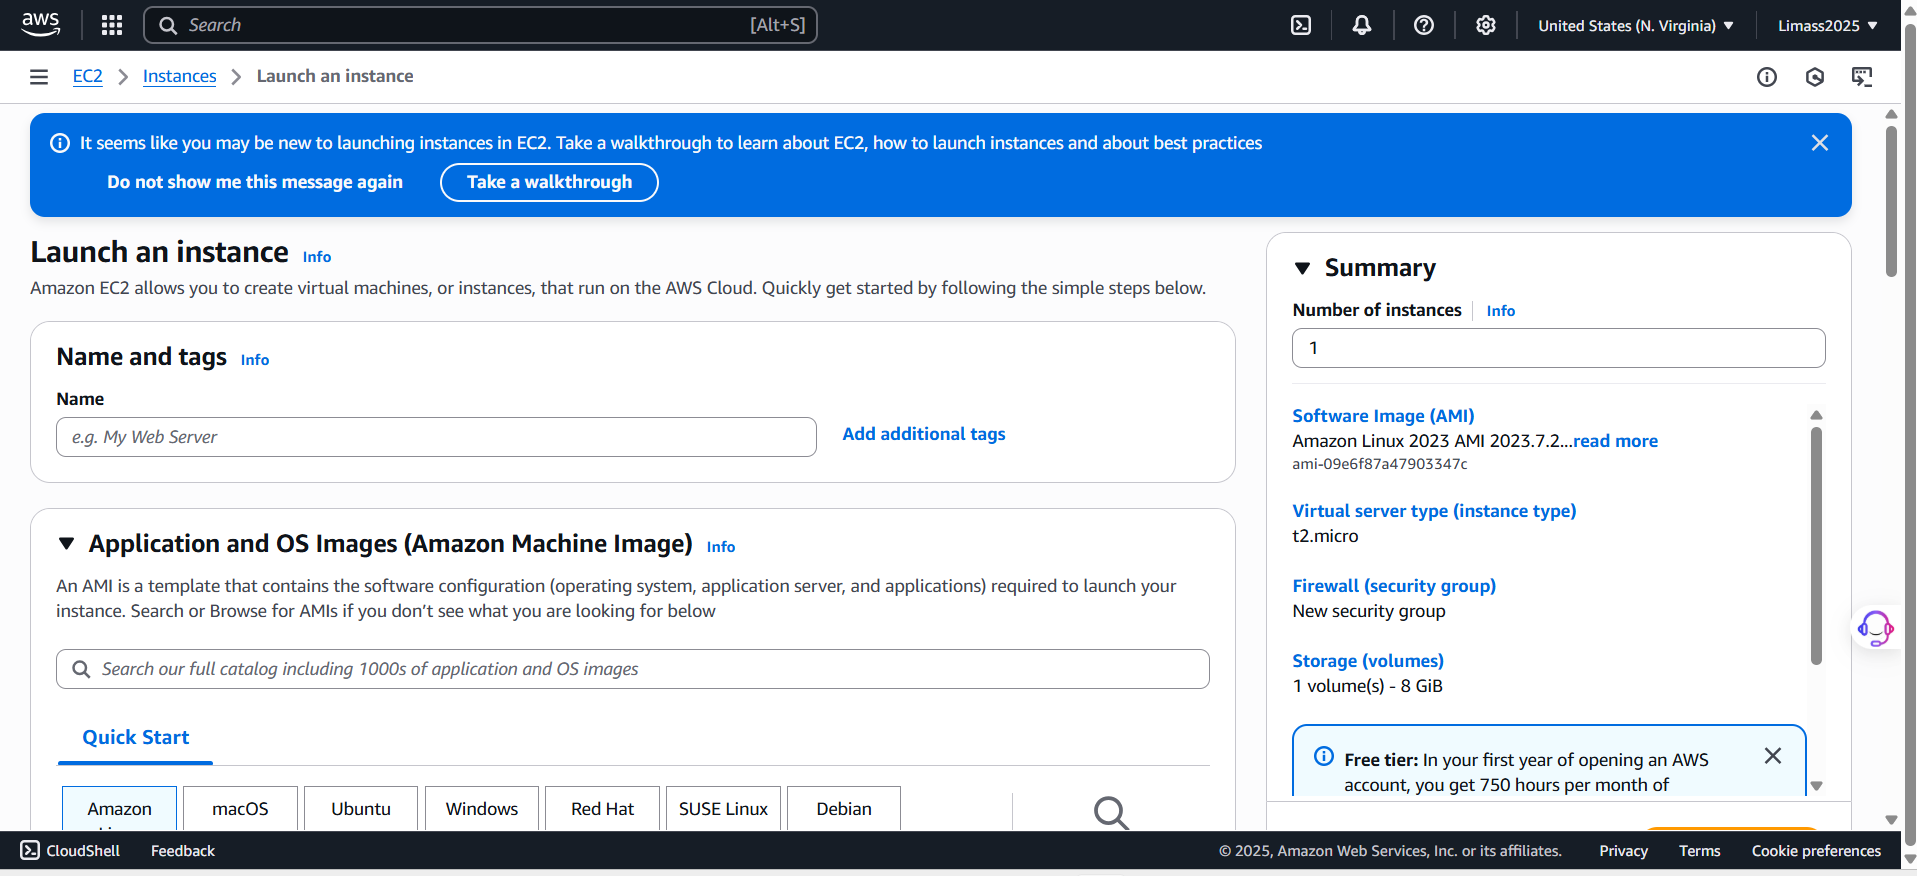 aws
Search [Alt+S]
United States (N. Virginia)
Limass2025
EC2
Instances
Launch an instance
It seems like you may be new to launching instances in EC2. Take a walkthrough to learn about EC2, how to launch instances and about best practices
Do not show me this message again
Take a walkthrough
Launch an instance Info
Amazon EC2 allows you to create virtual machines, or instances, that run on the AWS Cloud. Quickly get started by following the simple steps below.
Name and tags Info
Name
e.g. My Web Server
Add additional tags
Application and OS Images (Amazon Machine Image) Info
An AMI is a template that contains the software configuration (operating system, application server, and applications) required to launch your
instance. Search or Browse for AMIs if you don’t see what you are looking for below
Search our full catalog including 1000s of application and OS images
Quick Start
Amazon
macOS
Ubuntu
Windows
Red Hat
SUSE Linux
Debian
Summary
Number of instances Info
1
Software Image (AMI)
Amazon Linux 2023 AMI 2023.7.2...read more
ami-09e6f87a47903347c
Virtual server type (instance type)
t2.micro
Firewall (security group)
New security group
Storage (volumes)
1 volume(s) - 8 GiB
Free tier: In your first year of opening an AWS
account, you get 750 hours per month of
CloudShell
Feedback
© 2025, Amazon Web Services, Inc. or its affiliates.
Privacy
Terms
Cookie preferences